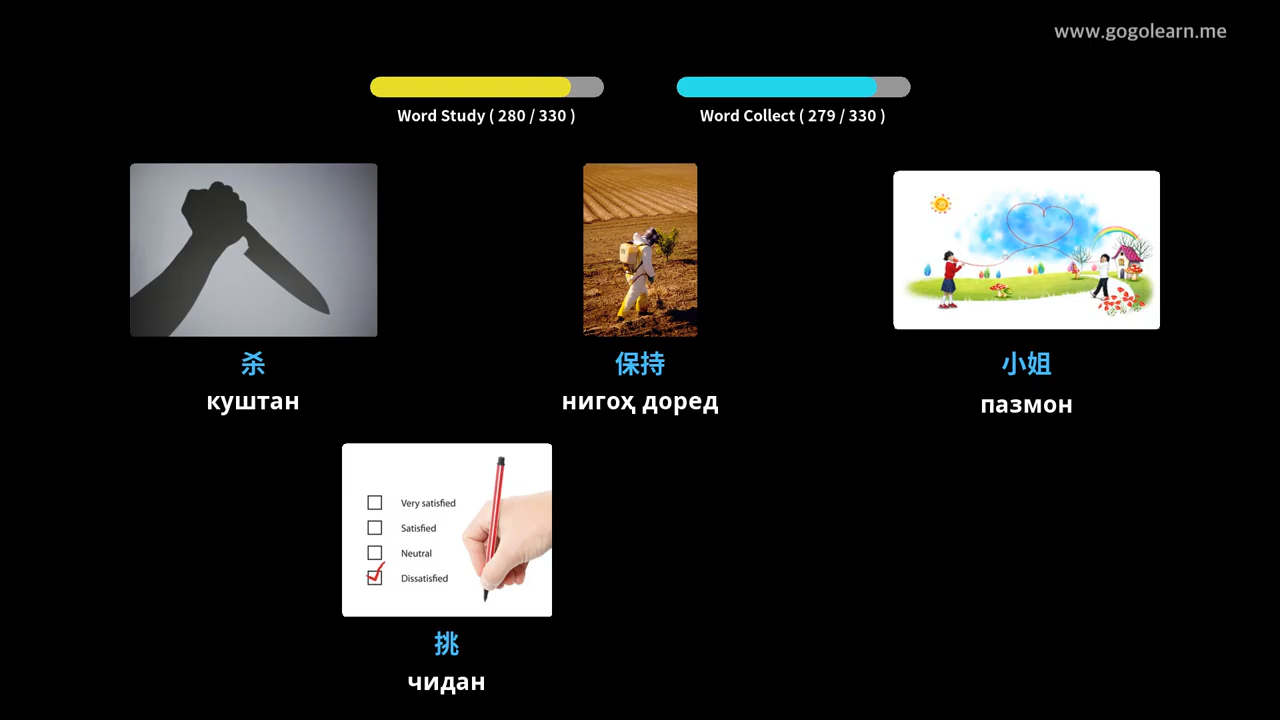 www.gogolearn.me
Word Study ( 280 / 330 )
Word Collect ( 279 / 330 )
杀
куштан
保持
нигоҳ доред
小姐
пазмон
Very satisfied
Satisfied
Neutral
Dissatisfied
挑
чидан